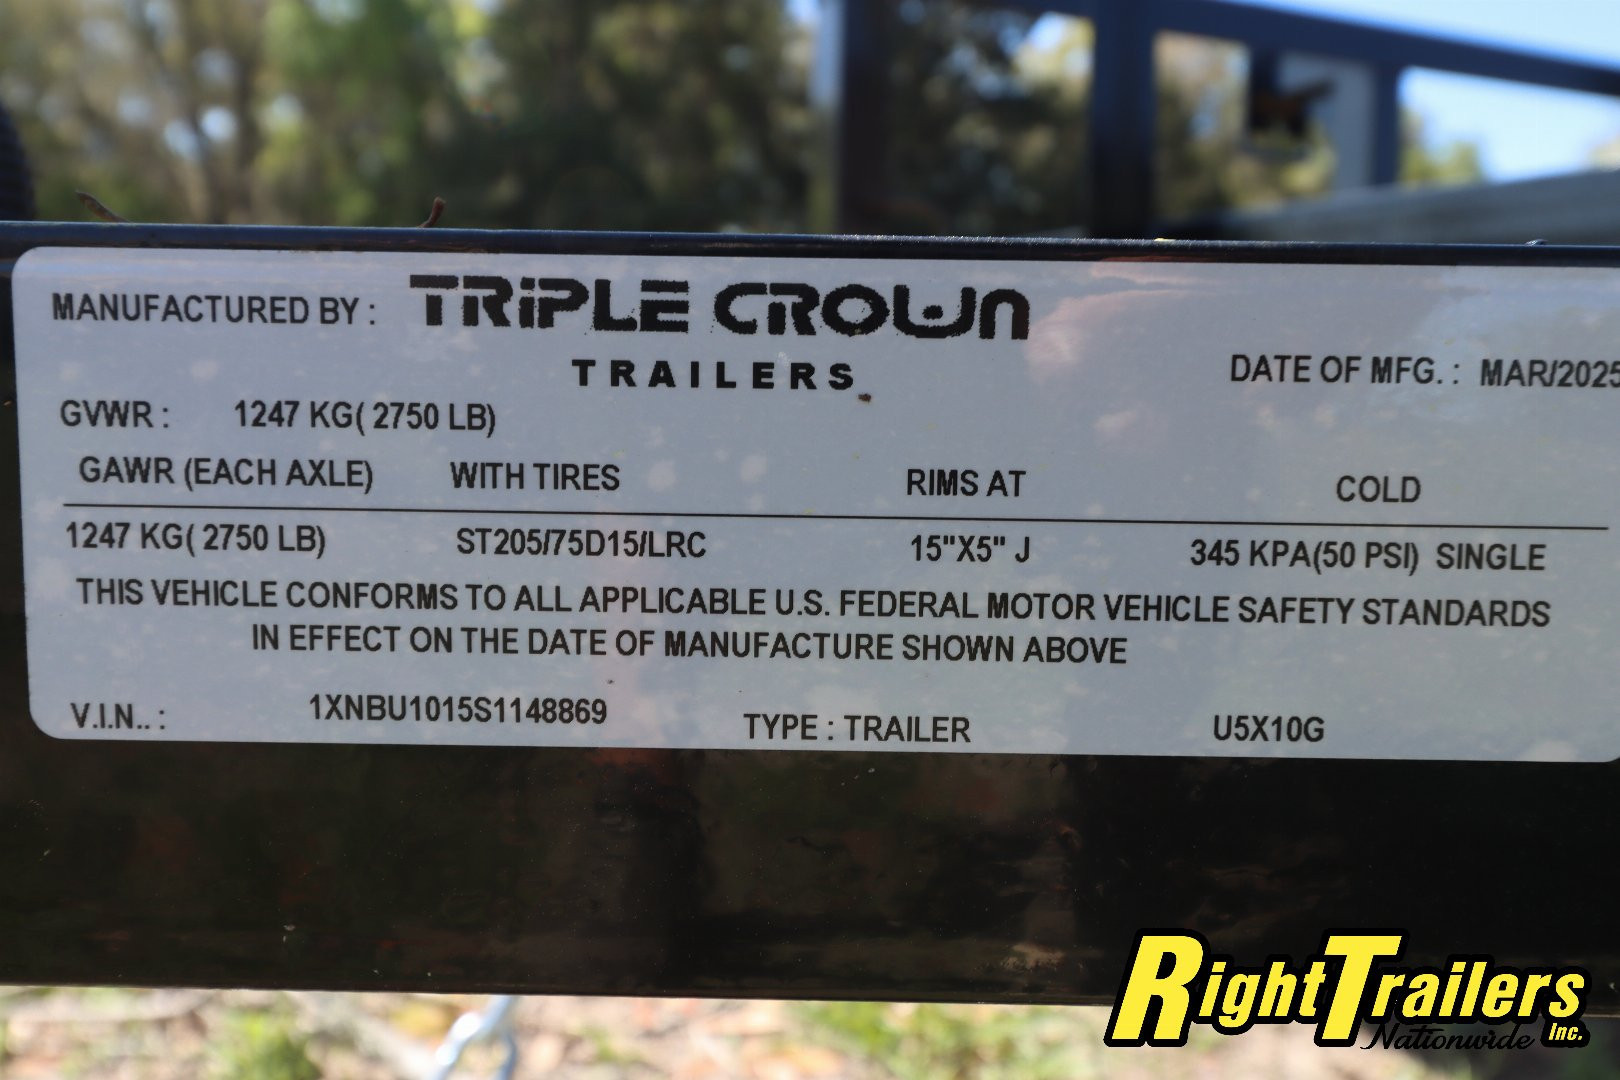 MANUFACTURED BY : TRiPLE CROWN
TRAILERS
DATE OF MFG. : MAR/2025
GVWR : 1247 KG( 2750 LB)
GAWR (EACH AXLE) WITH TIRES RIMS AT COLD
1247 KG( 2750 LB) ST205/75D15/LRC 15"X5" J 345 KPA(50 PSI) SINGLE
THIS VEHICLE CONFORMS TO ALL APPLICABLE U.S. FEDERAL MOTOR VEHICLE SAFETY STANDARDS
IN EFFECT ON THE DATE OF MANUFACTURE SHOWN ABOVE
V.I.N.. : 1XNBU1015S1148869 TYPE : TRAILER U5X10G
RightTrailers
Nationwide Inc.